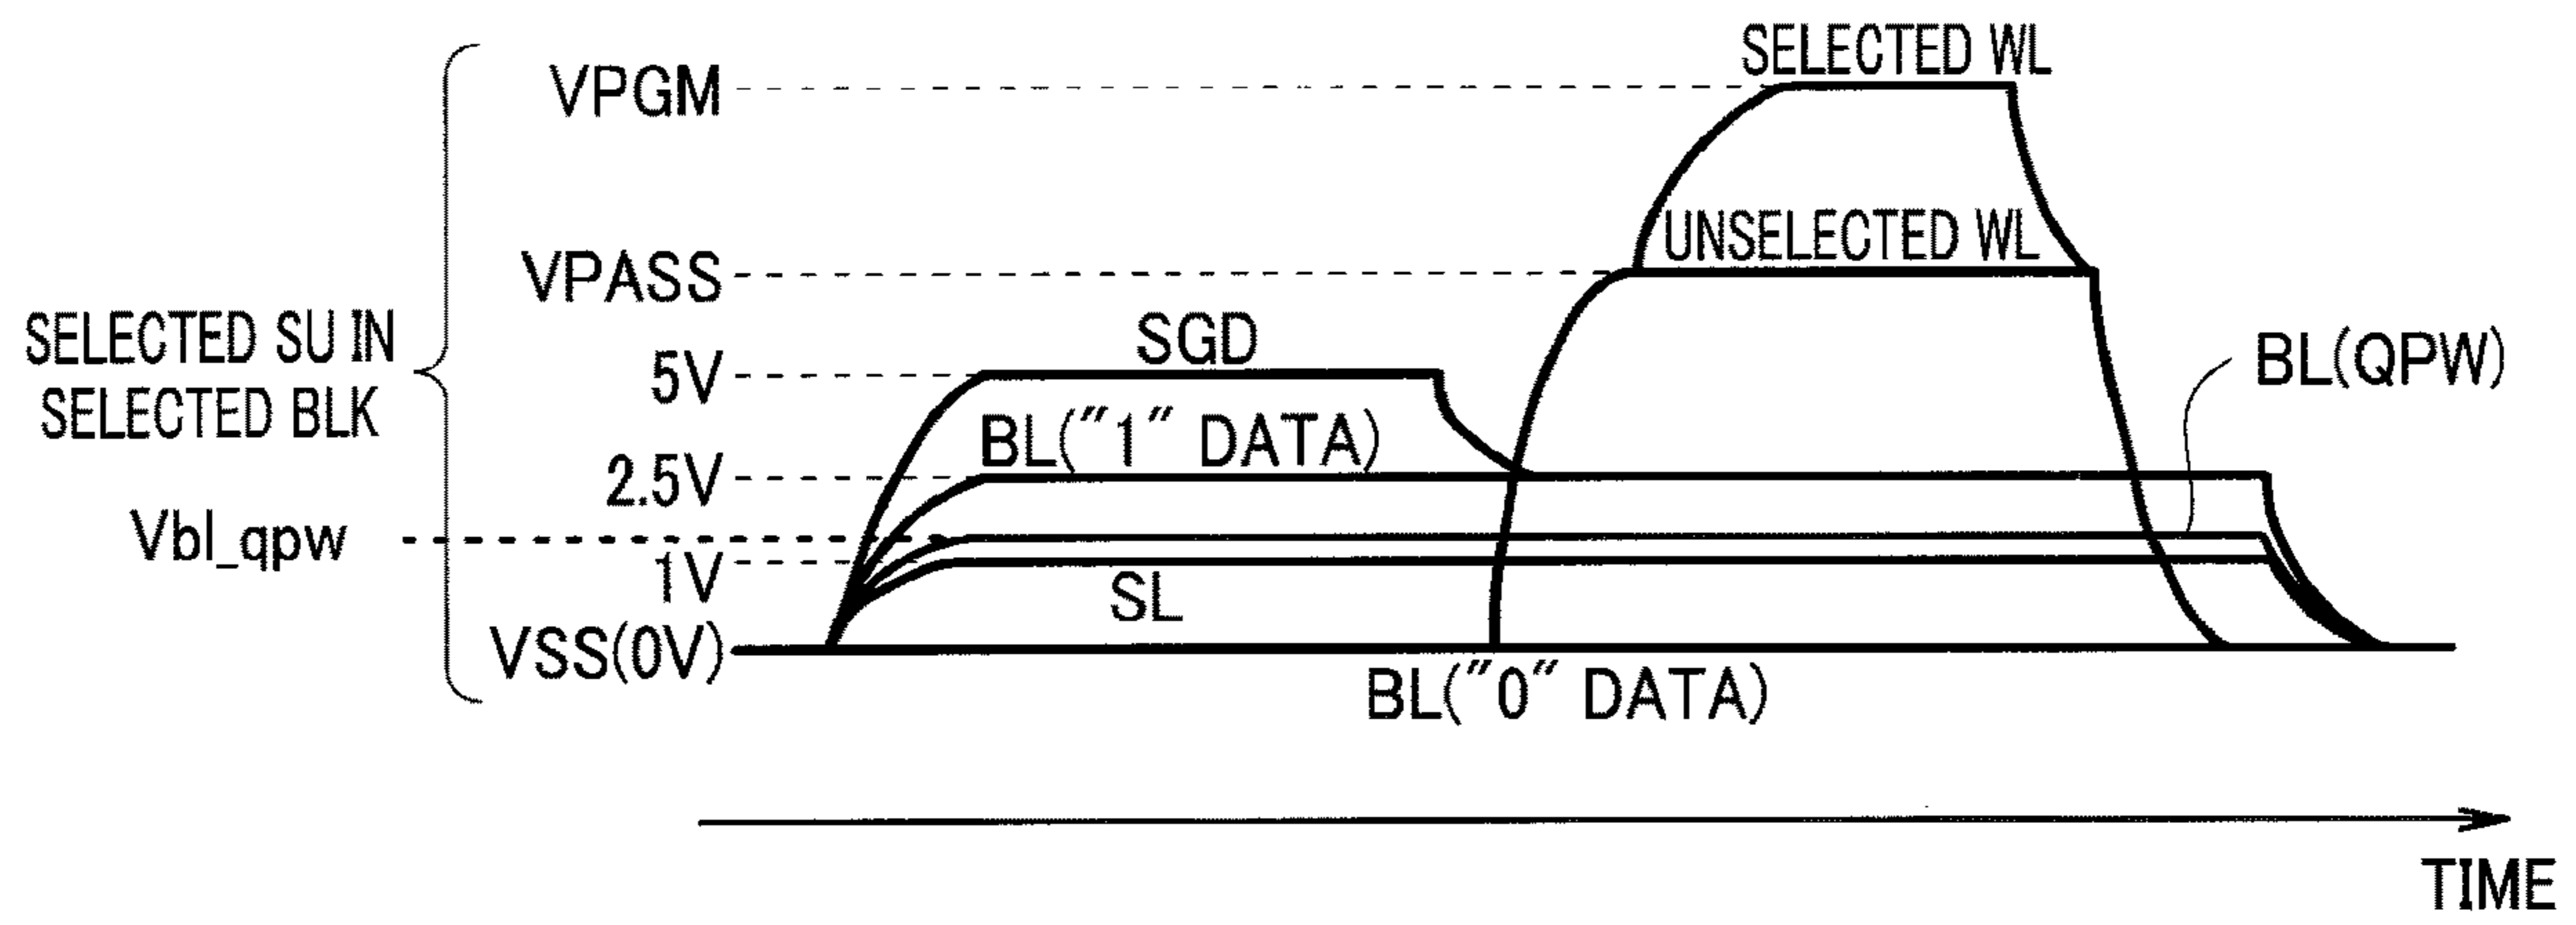 SELECTED WL
VPGM
UNSELECTED WL
VPASS
SELECTED SU IN
SELECTED BLK
SGD
5V
BL(QPW)
BL("1" DATA)
2.5V
Vbl_qpw
1V
SL
VSS(0V)
BL("0" DATA)
TIME